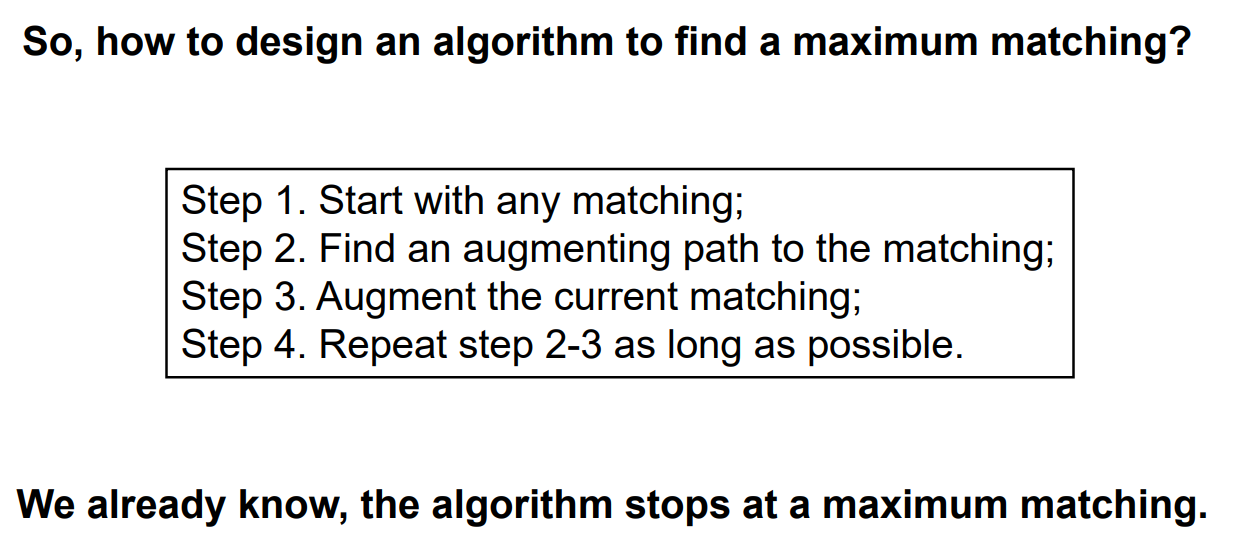 So, how to design an algorithm to find a maximum matching?
Step 1. Start with any matching;
Step 2. Find an augmenting path to the matching;
Step 3. Augment the current matching;
Step 4. Repeat step 2-3 as long as possible.
We already know, the algorithm stops at a maximum matching.